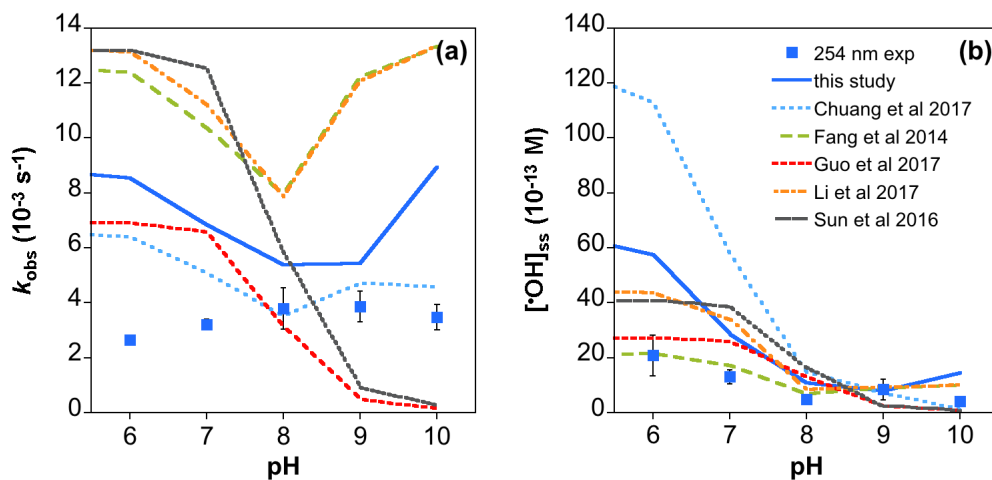 14
12
10
8
6
4
2
0
k_obs (10⁻³ s⁻¹)
(a)
6 7 8 9 10
pH
140
120
100
80
60
40
20
0
[•OH]ss (10⁻¹³ M)
(b)
254 nm exp
this study
Chuang et al 2017
Fang et al 2014
Guo et al 2017
Li et al 2017
Sun et al 2016
6 7 8 9 10
pH